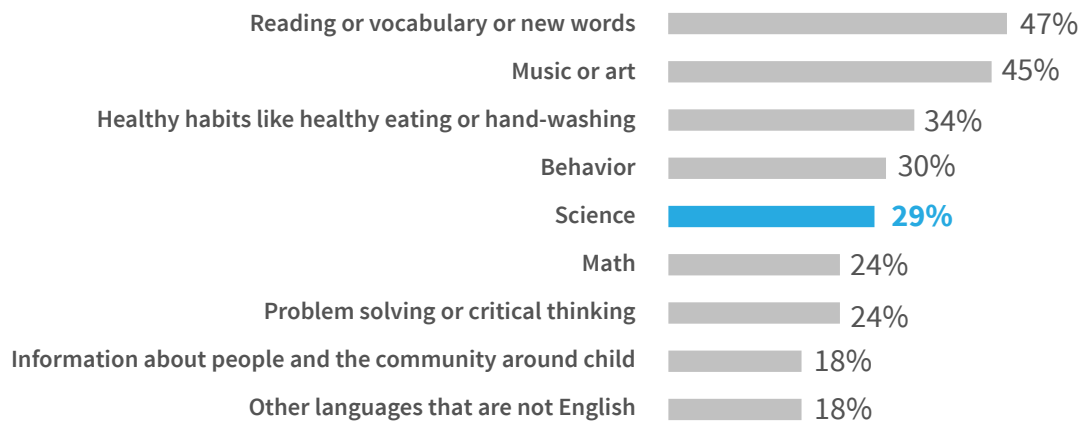 Reading or vocabulary or new words 47%
Music or art 45%
Healthy habits like healthy eating or hand-washing 34%
Behavior 30%
Science 29%
Math 24%
Problem solving or critical thinking 24%
Information about people and the community around child 18%
Other languages that are not English 18%